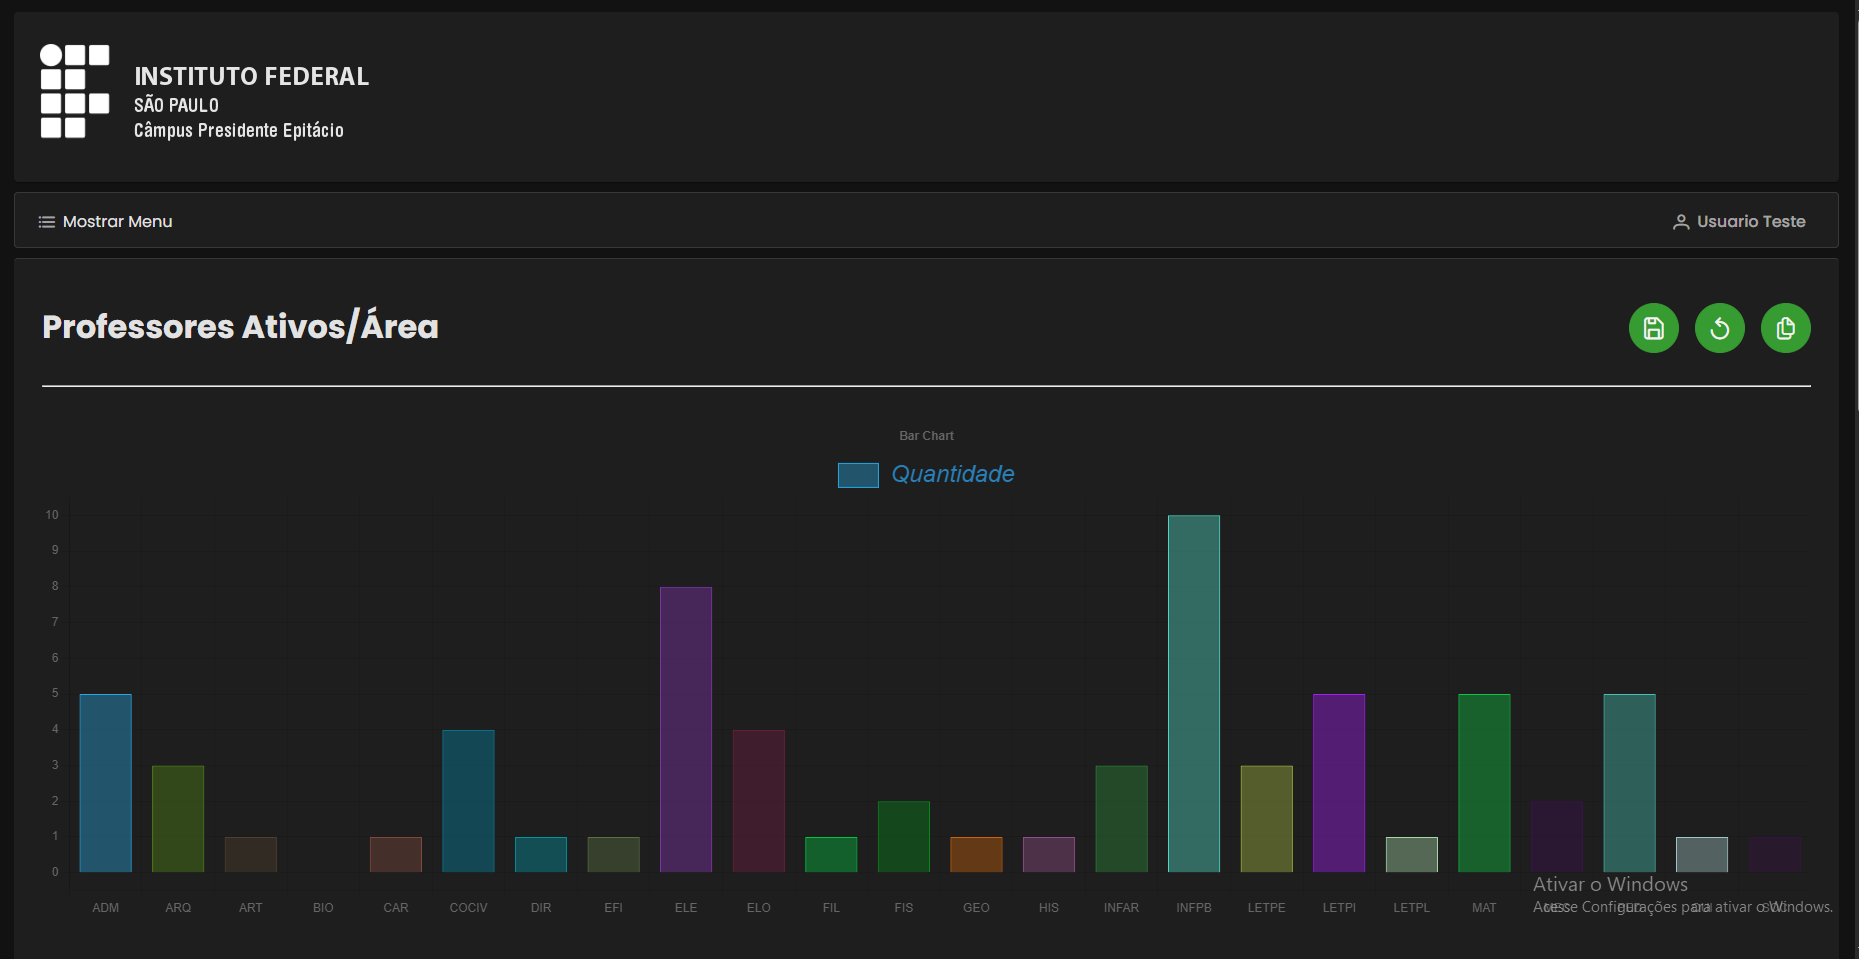 INSTITUTO FEDERAL
SÃO PAULO
Câmpus Presidente Epitácio
Mostrar Menu
Usuario Teste
Professores Ativos/Área
Bar Chart
Quantidade
10
9
8
7
6
5
4
3
2
1
0
ADM ARQ ART BIO CAR COCIV DIR EFI ELE ELO FIL FIS GEO HIS INFAR INFPB LETPE LETPI LETPL MAT
Ativar o Windows
Acesse Configurações para ativar o Windows.